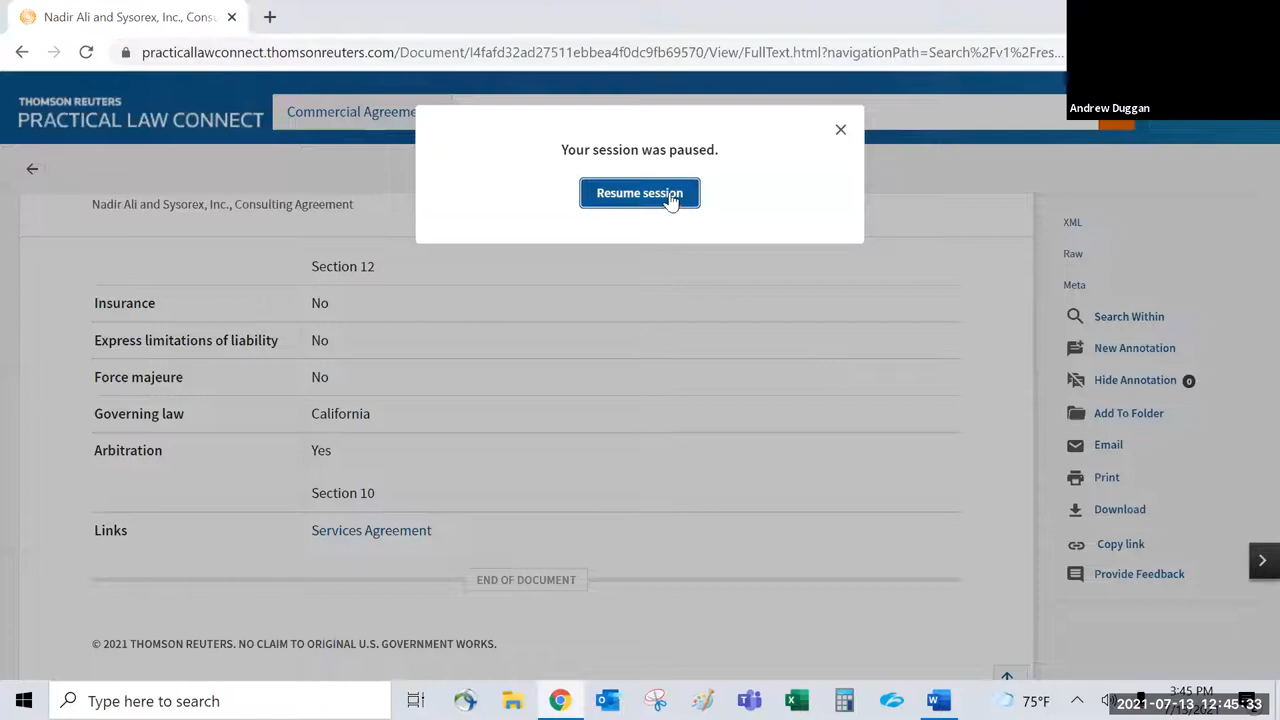 Nadir Ali and Sysorex, Inc., Cons
practicallawconnect.thomsonreuters.com/Document/I4fafd32ad27511ebbea4f0dc9fb69570/View/FullText.html?navigationPath=Search%2Fv1%2Fres...
Andrew Duggan
THOMSON REUTERS
PRACTICAL LAW CONNECT
Commercial Agreeme
Your session was paused.
Resume session
Nadir Ali and Sysorex, Inc., Consulting Agreement
Section 12
Insurance No
Express limitations of liability No
Force majeure No
Governing law California
Arbitration Yes
Section 10
Links Services Agreement
END OF DOCUMENT
© 2021 THOMSON REUTERS. NO CLAIM TO ORIGINAL U.S. GOVERNMENT WORKS.
XML
Raw
Meta
Search Within
New Annotation
Hide Annotation 0
Add To Folder
Email
Print
Download
Copy link
Provide Feedback
Type here to search
75°F
3:45 PM
2021-07-13 12:45:33